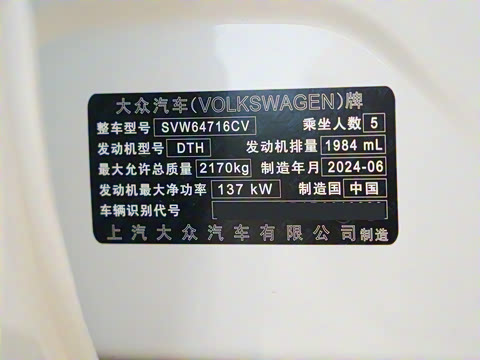 大众汽车(VOLKSWAGEN)牌
整车型号 SVW64716CV 乘坐人数 5
发动机型号 DTH 发动机排量 1984 mL
最大允许总质量 2170kg 制造年月 2024-06
发动机最大净功率 137 kW 制造国 中国
车辆识别代号
上汽大众汽车有限公司制造